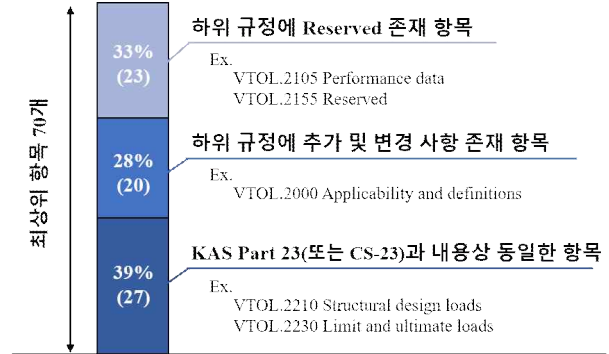 최상위 항목 70개
33%
(23)
하위 규정에 Reserved 존재 항목
Ex.
VTOL.2105 Performance data
VTOL.2155 Reserved
28%
(20)
하위 규정에 추가 및 변경 사항 존재 항목
Ex.
VTOL.2000 Applicability and definitions
39%
(27)
KAS Part 23(또는 CS-23)과 내용상 동일한 항목
Ex.
VTOL.2210 Structural design loads
VTOL.2230 Limit and ultimate loads